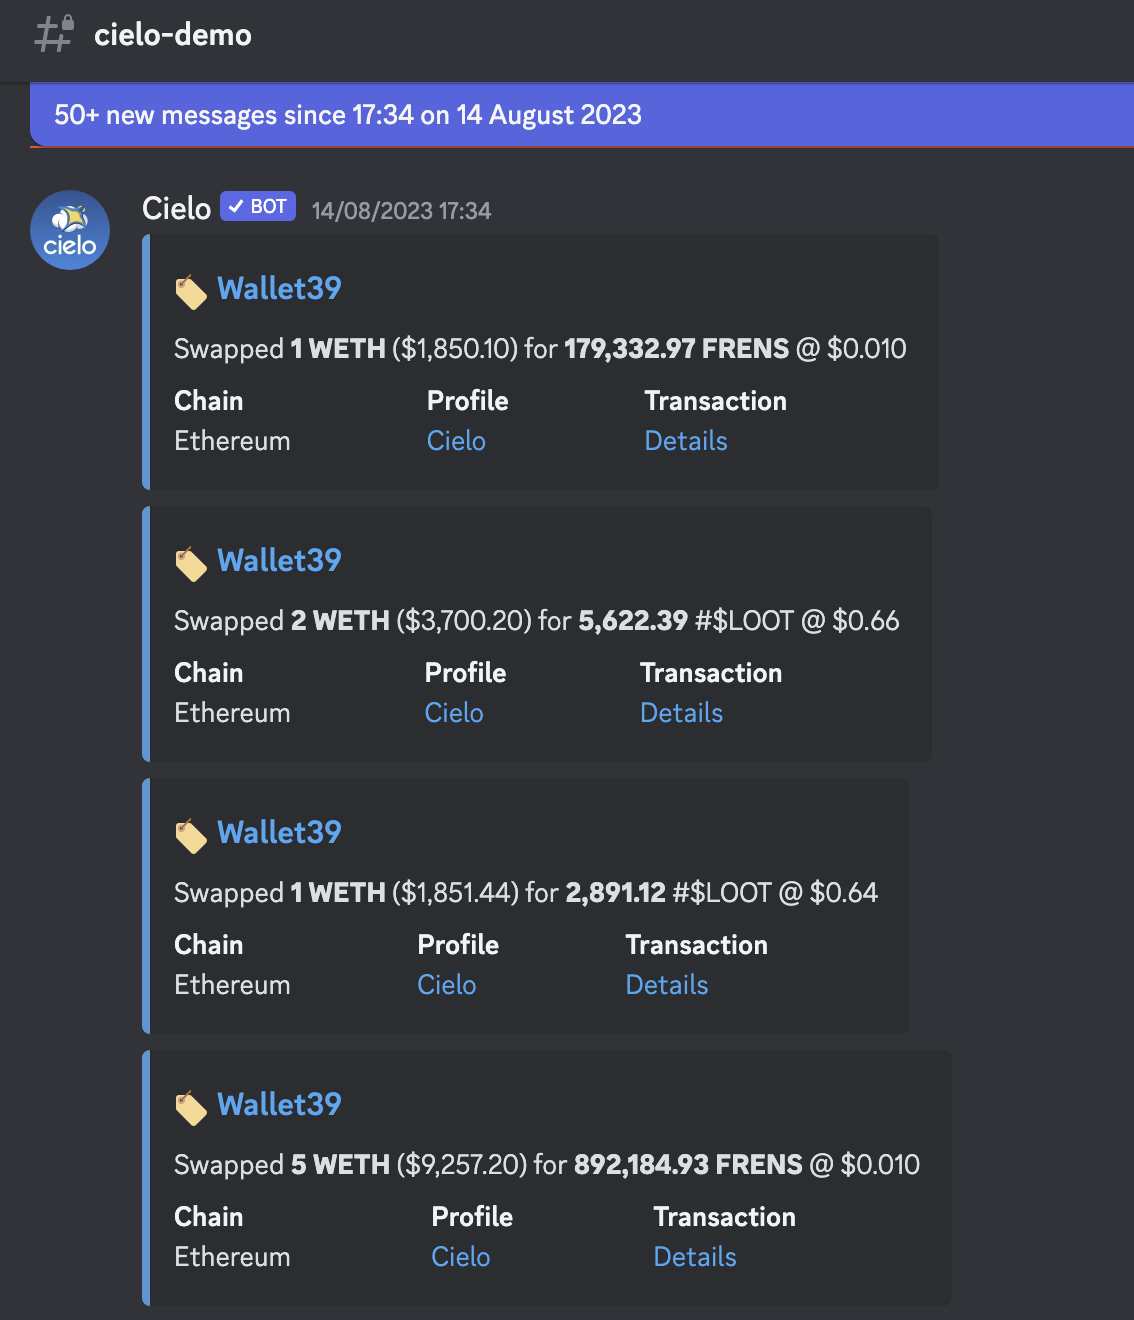 cielo-demo
50+ new messages since 17:34 on 14 August 2023
cielo
Cielo BOT 14/08/2023 17:34
Wallet39
Swapped 1 WETH ($1,850.10) for 179,332.97 FRENS @ $0.010
Chain Profile Transaction
Ethereum Cielo Details
Wallet39
Swapped 2 WETH ($3,700.20) for 5,622.39 #$LOOT @ $0.66
Chain Profile Transaction
Ethereum Cielo Details
Wallet39
Swapped 1 WETH ($1,851.44) for 2,891.12 #$LOOT @ $0.64
Chain Profile Transaction
Ethereum Cielo Details
Wallet39
Swapped 5 WETH ($9,257.20) for 892,184.93 FRENS @ $0.010
Chain Profile Transaction
Ethereum Cielo Details